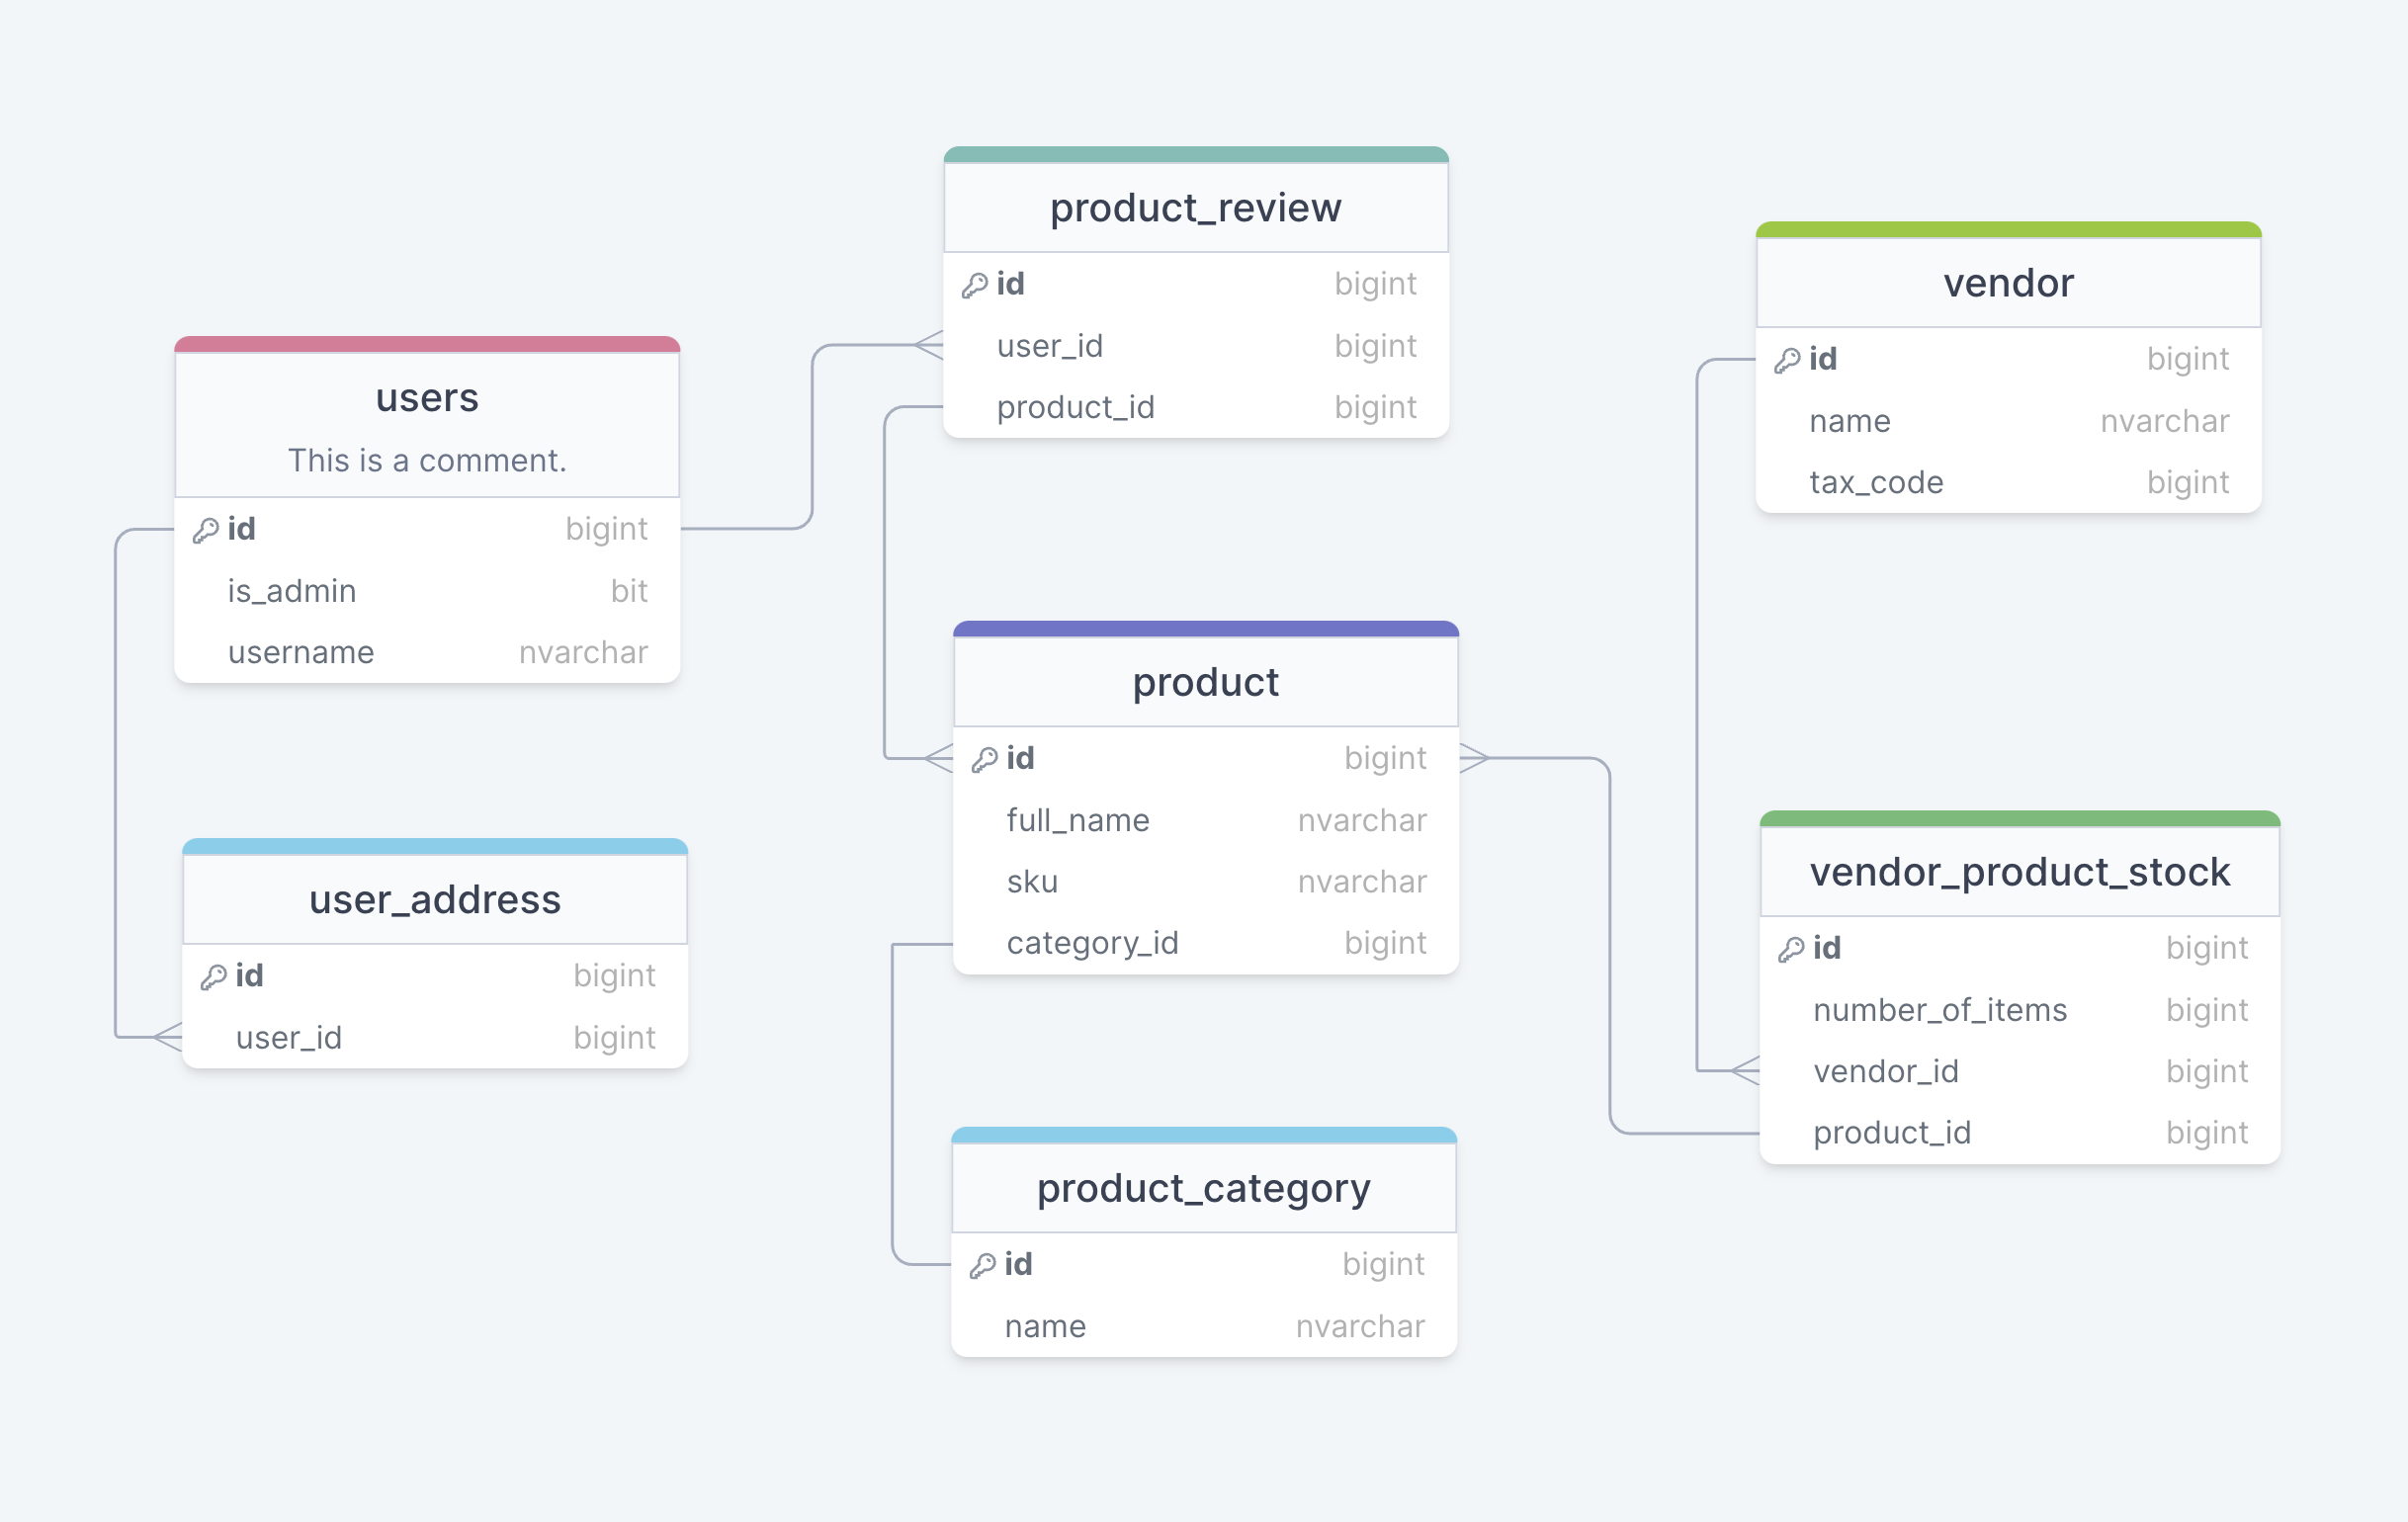 product_review
id bigint
user_id bigint
product_id bigint
vendor
id bigint
name nvarchar
tax_code bigint
users
This is a comment.
id bigint
is_admin bit
username nvarchar
product
id bigint
full_name nvarchar
sku nvarchar
category_id bigint
user_address
id bigint
user_id bigint
vendor_product_stock
id bigint
number_of_items bigint
vendor_id bigint
product_id bigint
product_category
id bigint
name nvarchar